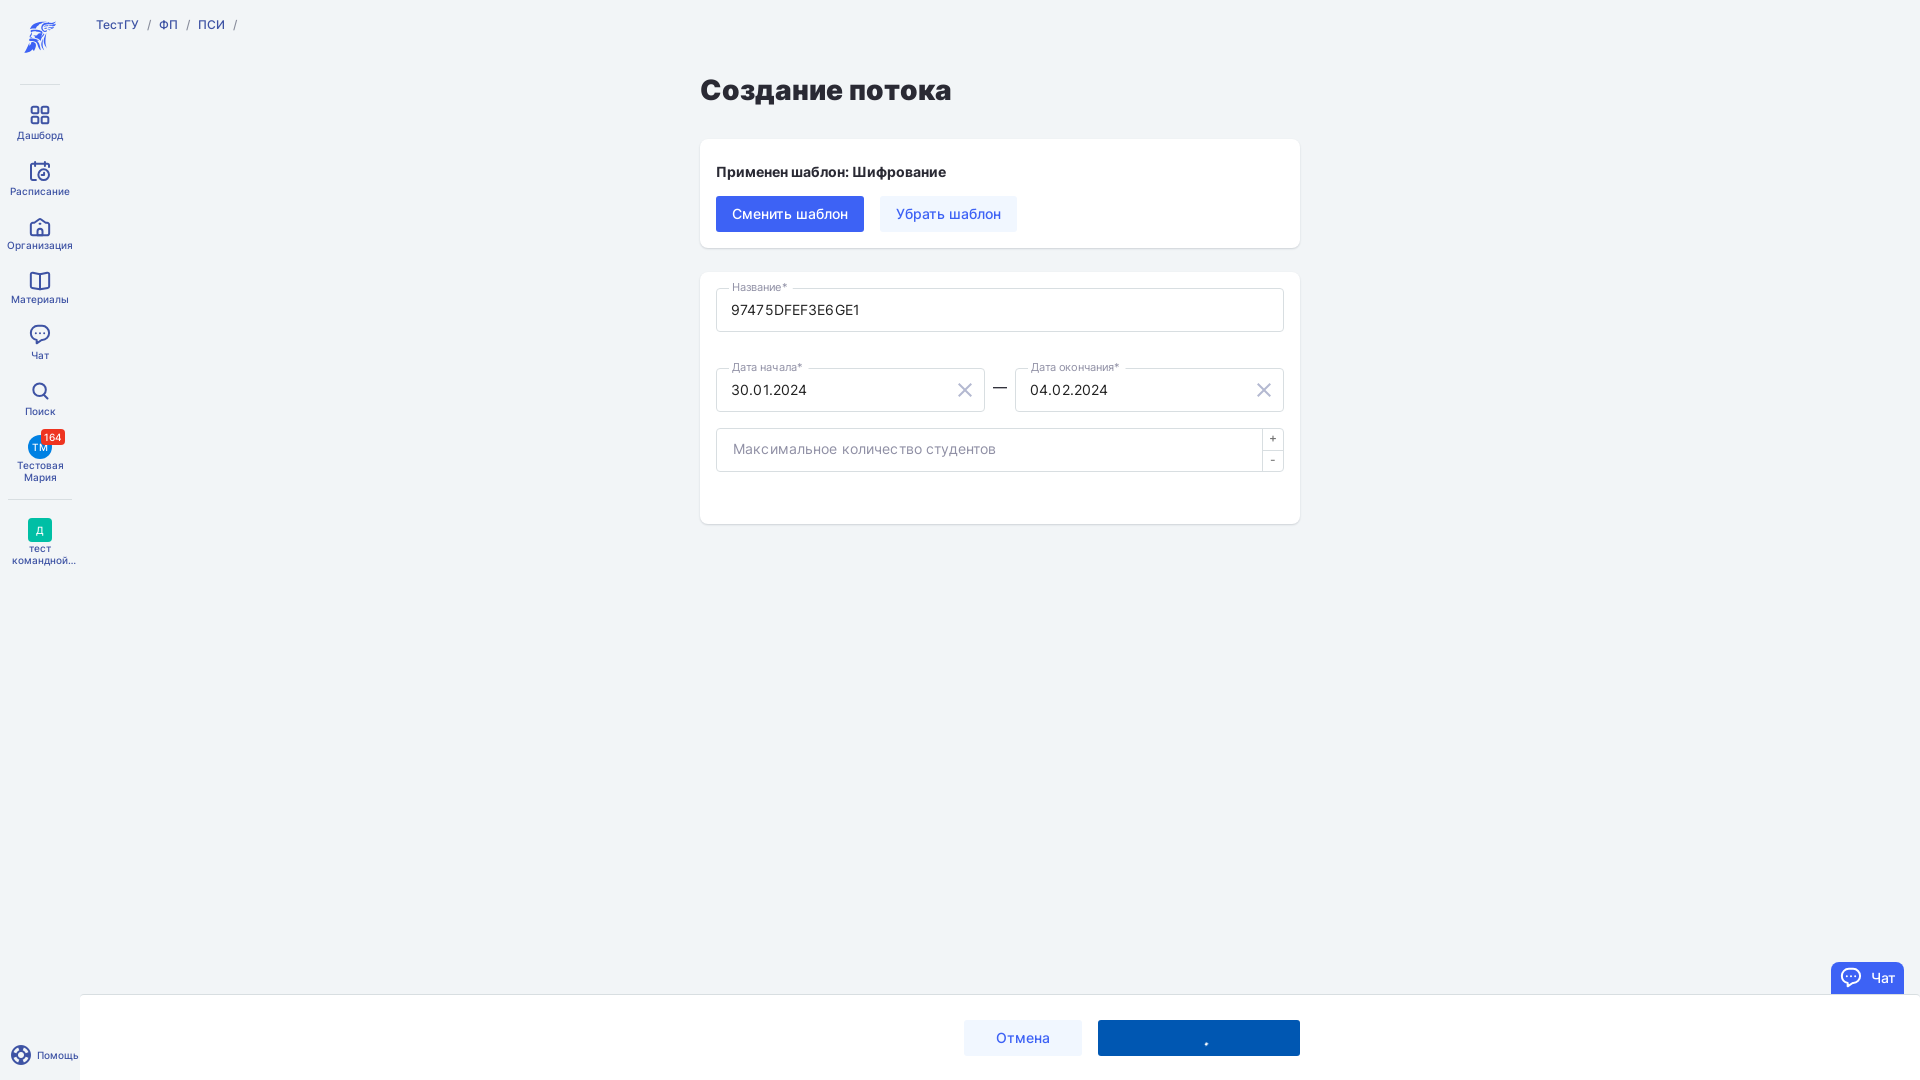 ТестГУ / ФП / ПСИ /
Создание потока
Дашборд
Расписание
Организация
Материалы
Чат
Поиск
164
ТМ
Тестовая
Мария
Д
тест
командной...
Помощь
Применен шаблон: Шифрование
Сменить шаблон
Убрать шаблон
Название*
97475DFEF3E6GE1
Дата начала*
30.01.2024
—
Дата окончания*
04.02.2024
Максимальное количество студентов
+
-
Чат
Отмена